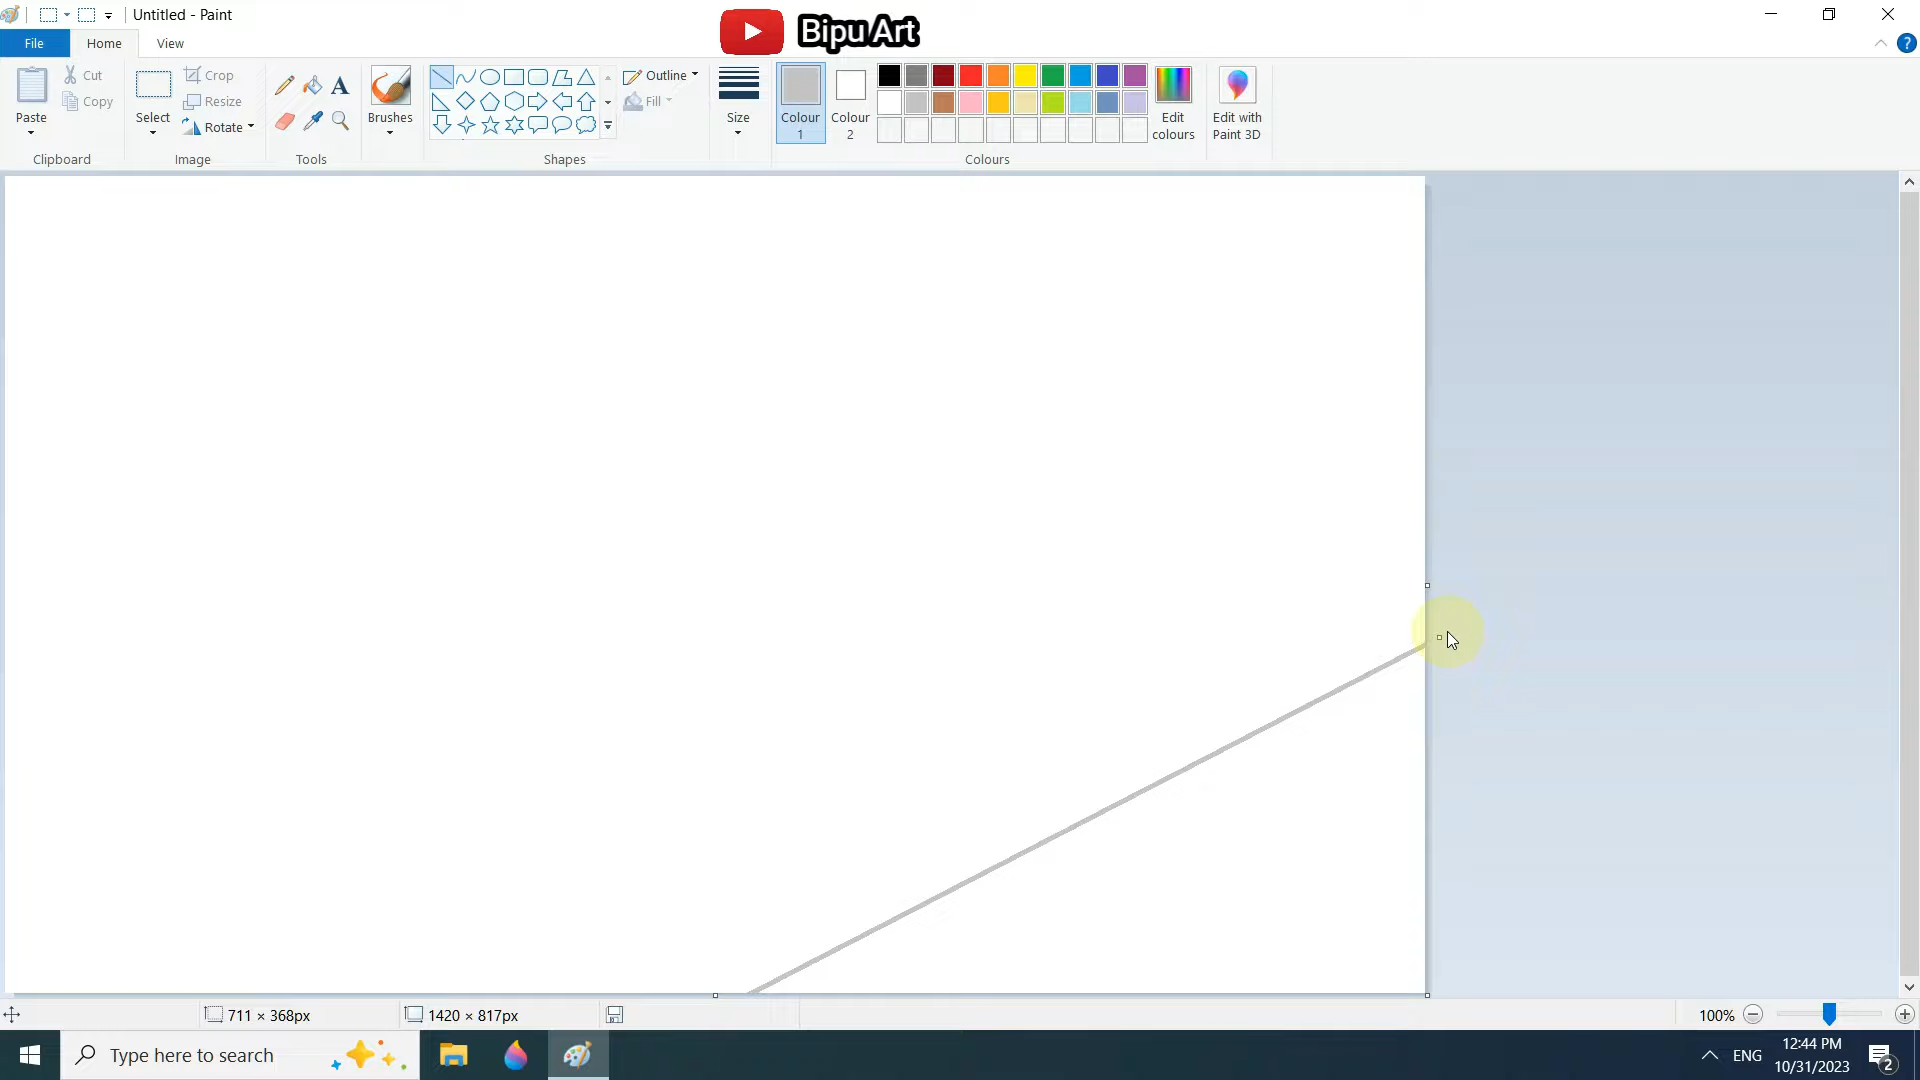 Untitled - Paint
Bipu Art
File
Home
View
Paste
Cut
Copy
Clipboard
Select
Crop
Resize
Rotate
Image
A
Tools
Brushes
Shapes
Outline
Fill
Size
Colour
1
Colour
2
Colours
Edit
colours
Edit with
Paint 3D
?
711 × 368px
1420 × 817px
100%
Type here to search
ENG
12:44 PM
10/31/2023
2